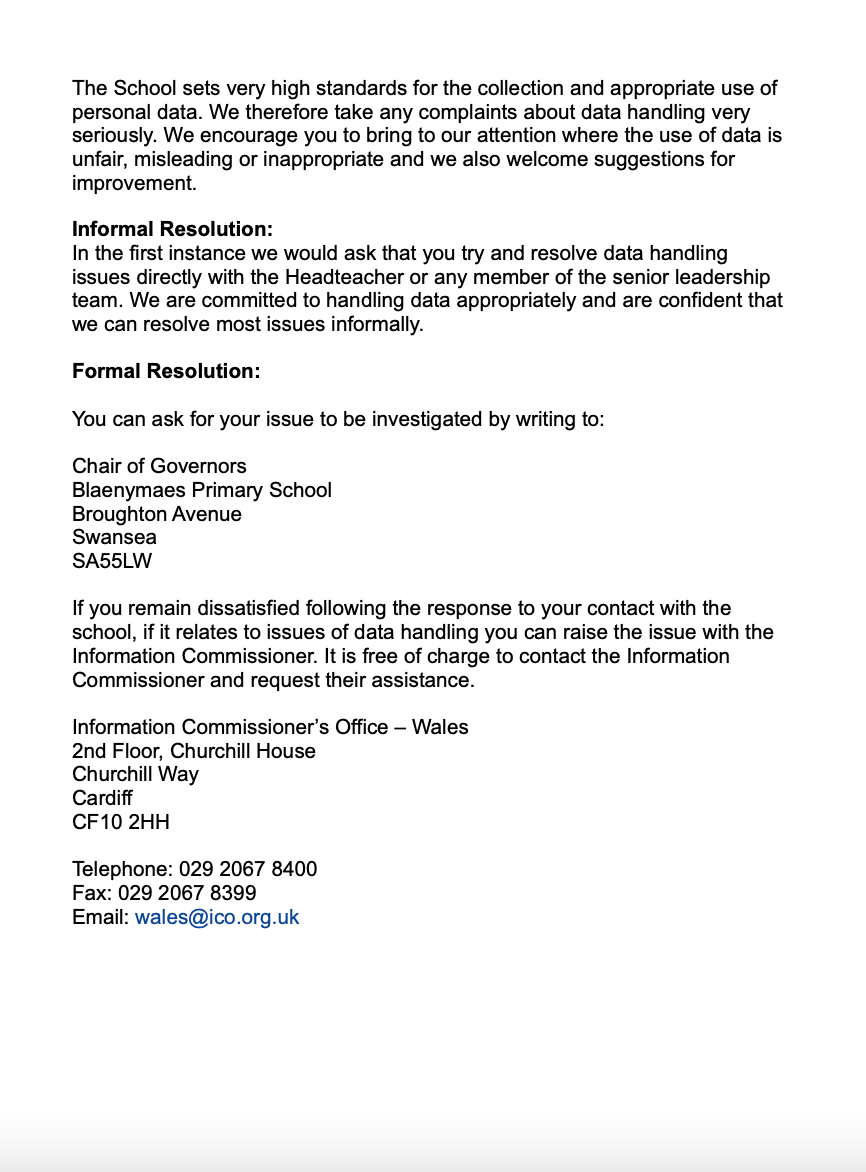 The School sets very high standards for the collection and appropriate use of
personal data. We therefore take any complaints about data handling very
seriously. We encourage you to bring to our attention where the use of data is
unfair, misleading or inappropriate and we also welcome suggestions for
improvement.
Informal Resolution:
In the first instance we would ask that you try and resolve data handling
issues directly with the Headteacher or any member of the senior leadership
team. We are committed to handling data appropriately and are confident that
we can resolve most issues informally.
Formal Resolution:
You can ask for your issue to be investigated by writing to:
Chair of Governors
Blaenymaes Primary School
Broughton Avenue
Swansea
SA55LW
If you remain dissatisfied following the response to your contact with the
school, if it relates to issues of data handling you can raise the issue with the
Information Commissioner. It is free of charge to contact the Information
Commissioner and request their assistance.
Information Commissioner’s Office – Wales
2nd Floor, Churchill House
Churchill Way
Cardiff
CF10 2HH
Telephone: 029 2067 8400
Fax: 029 2067 8399
Email: wales@ico.org.uk